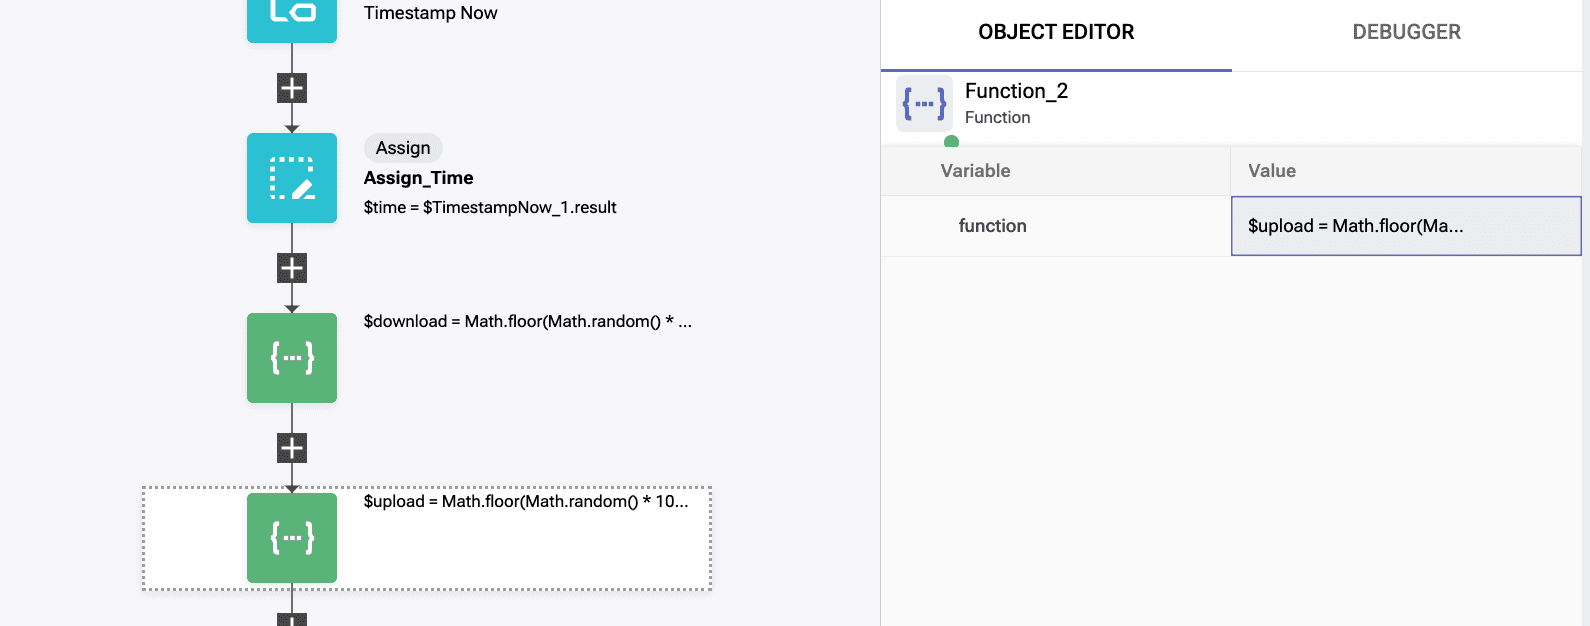 Timestamp Now
Assign
Assign_Time
$time = $TimestampNow_1.result
$download = Math.floor(Math.random() * ...
$upload = Math.floor(Math.random() * 10...
OBJECT EDITOR
DEBUGGER
Function_2
Function
Variable
Value
function
$upload = Math.floor(Ma...